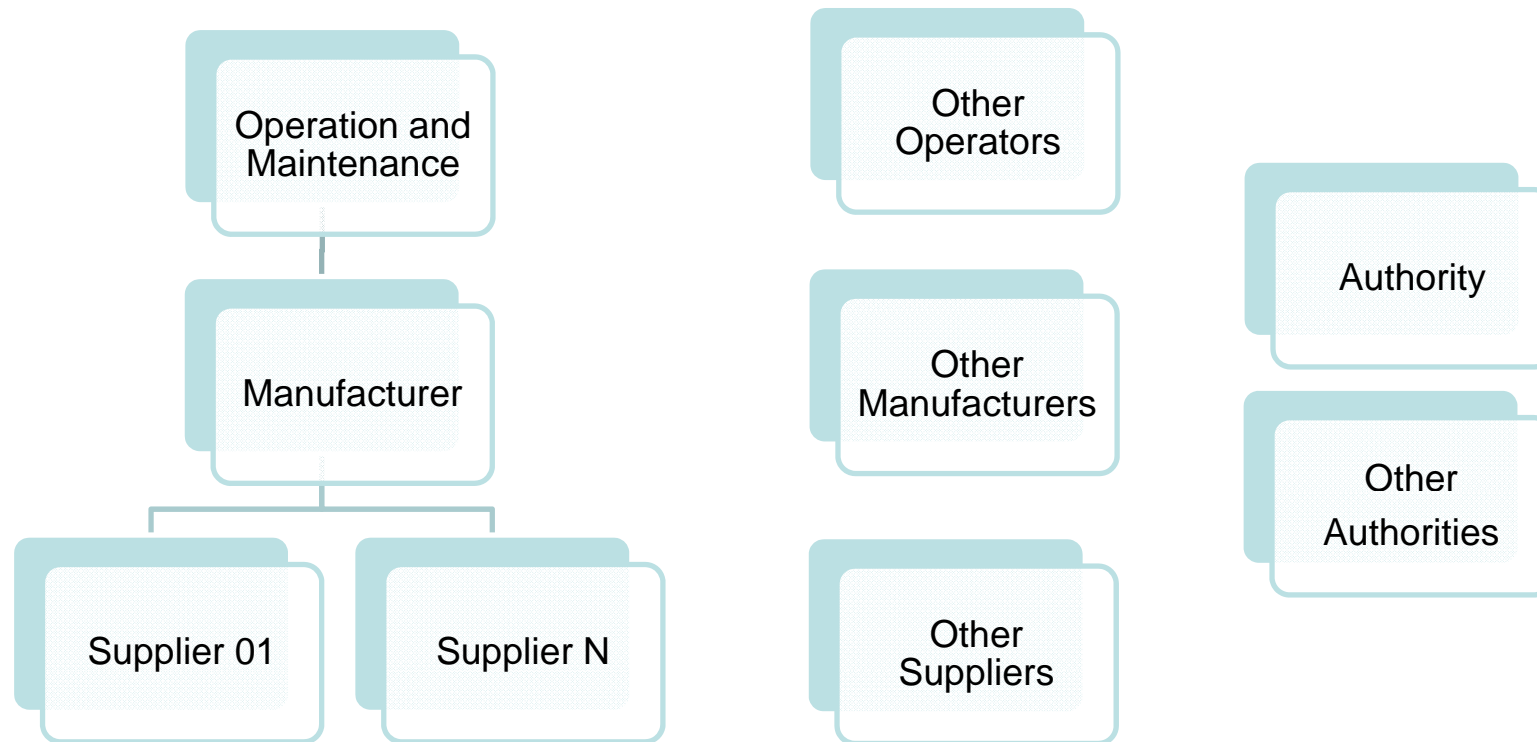 Operation and
Maintenance
Other
Operators
Authority
Manufacturer
Other
Manufacturers
Other
Authorities
Supplier 01
Supplier N
Other
Suppliers